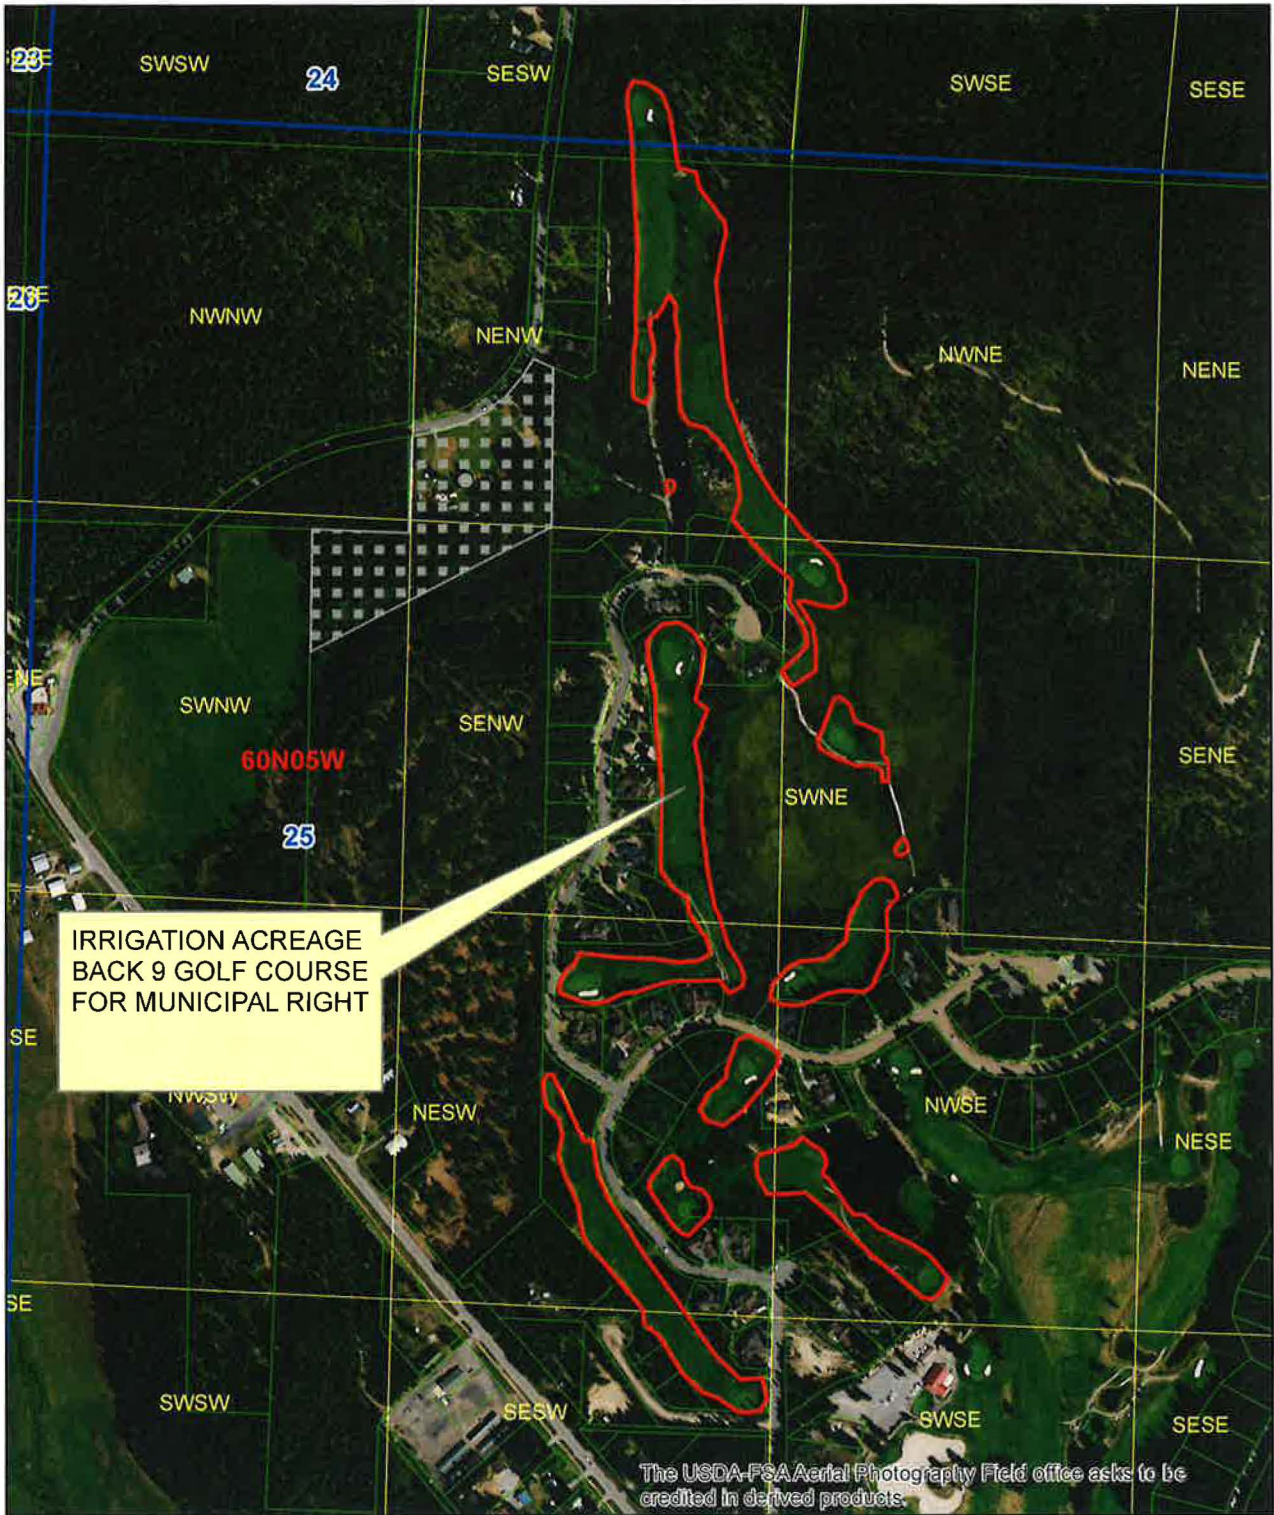 23
SWSW
24
SESW
SWSE
SESE
26
NWNW
NENW
NWNE
NENE
SWNW
SENW
60N05W
SWNE
SENE
25
IRRIGATION ACREAGE
BACK 9 GOLF COURSE
FOR MUNICIPAL RIGHT
SE
NWSW
NESW
NWSE
NESE
SE
SWSW
SESW
SWSE
SESE
The USDA-FSA Aerial Photography Field office asks to be
credited in derived products.